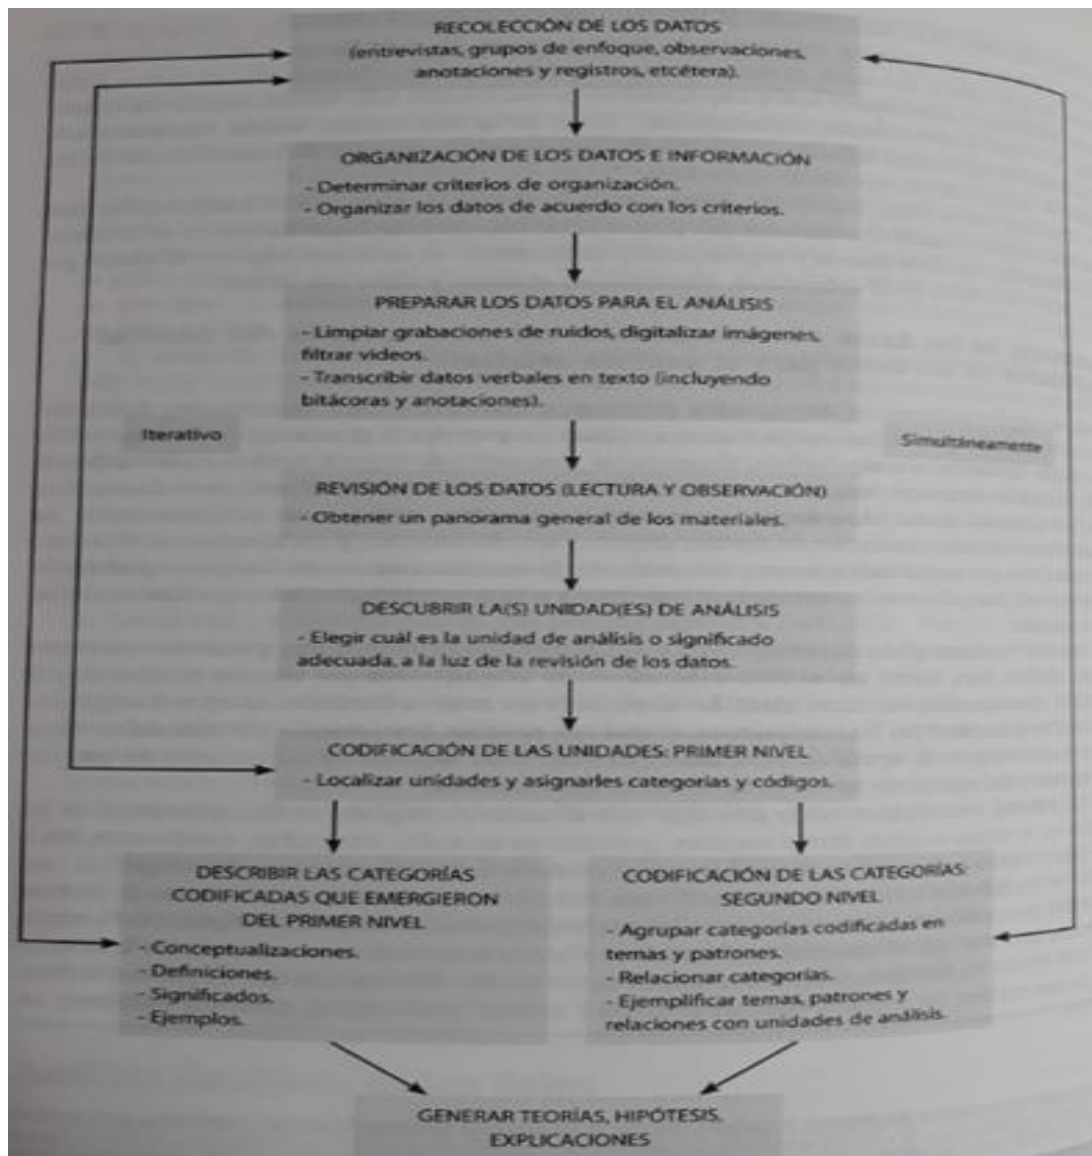 RECOLECCIÓN DE LOS DATOS
(entrevistas, grupos de enfoque, observaciones,
anotaciones y registros, etcétera).
ORGANIZACIÓN DE LOS DATOS E INFORMACIÓN
- Determinar criterios de organización.
- Organizar los datos de acuerdo con los criterios.
PREPARAR LOS DATOS PARA EL ANÁLISIS
- Limpiar grabaciones de ruidos, digitalizar imágenes,
filtrar videos.
- Transcribir datos verbales en texto (incluyendo
bitácoras y anotaciones).
Iterativo
Simultáneamente
REVISIÓN DE LOS DATOS (LECTURA Y OBSERVACIÓN)
- Obtener un panorama general de los materiales.
DESCUBRIR LA(S) UNIDAD(ES) DE ANÁLISIS
- Elegir cuál es la unidad de análisis o significado
adecuada, a la luz de la revisión de los datos.
CODIFICACIÓN DE LAS UNIDADES: PRIMER NIVEL
- Localizar unidades y asignarles categorías y códigos.
DESCRIBIR LAS CATEGORÍAS
CODIFICADAS QUE EMERGIERON
DEL PRIMER NIVEL
- Conceptualizaciones.
- Definiciones.
- Significados.
- Ejemplos.
CODIFICACIÓN DE LAS CATEGORÍAS:
SEGUNDO NIVEL
- Agrupar categorías codificadas en
temas y patrones.
- Relacionar categorías.
- Ejemplificar temas, patrones y
relaciones con unidades de análisis.
GENERAR TEORÍAS, HIPÓTESIS,
EXPLICACIONES